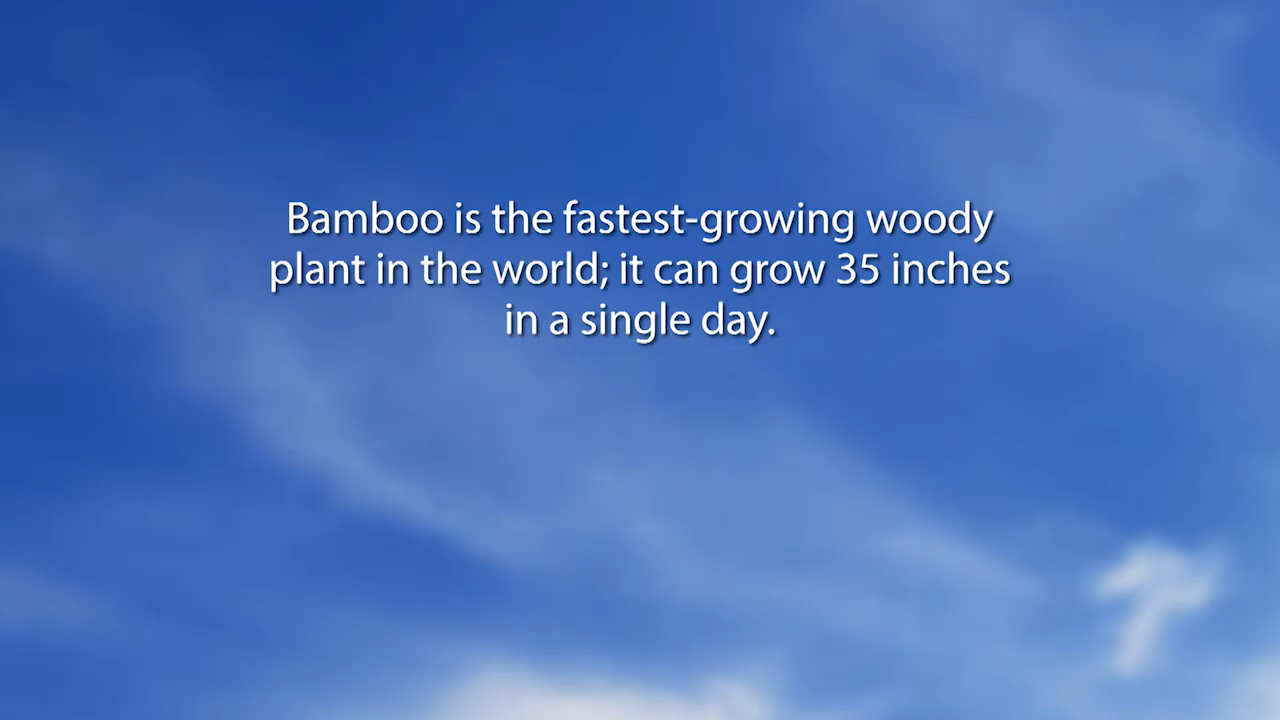 Bamboo is the fastest-growing woody
plant in the world; it can grow 35 inches
in a single day.